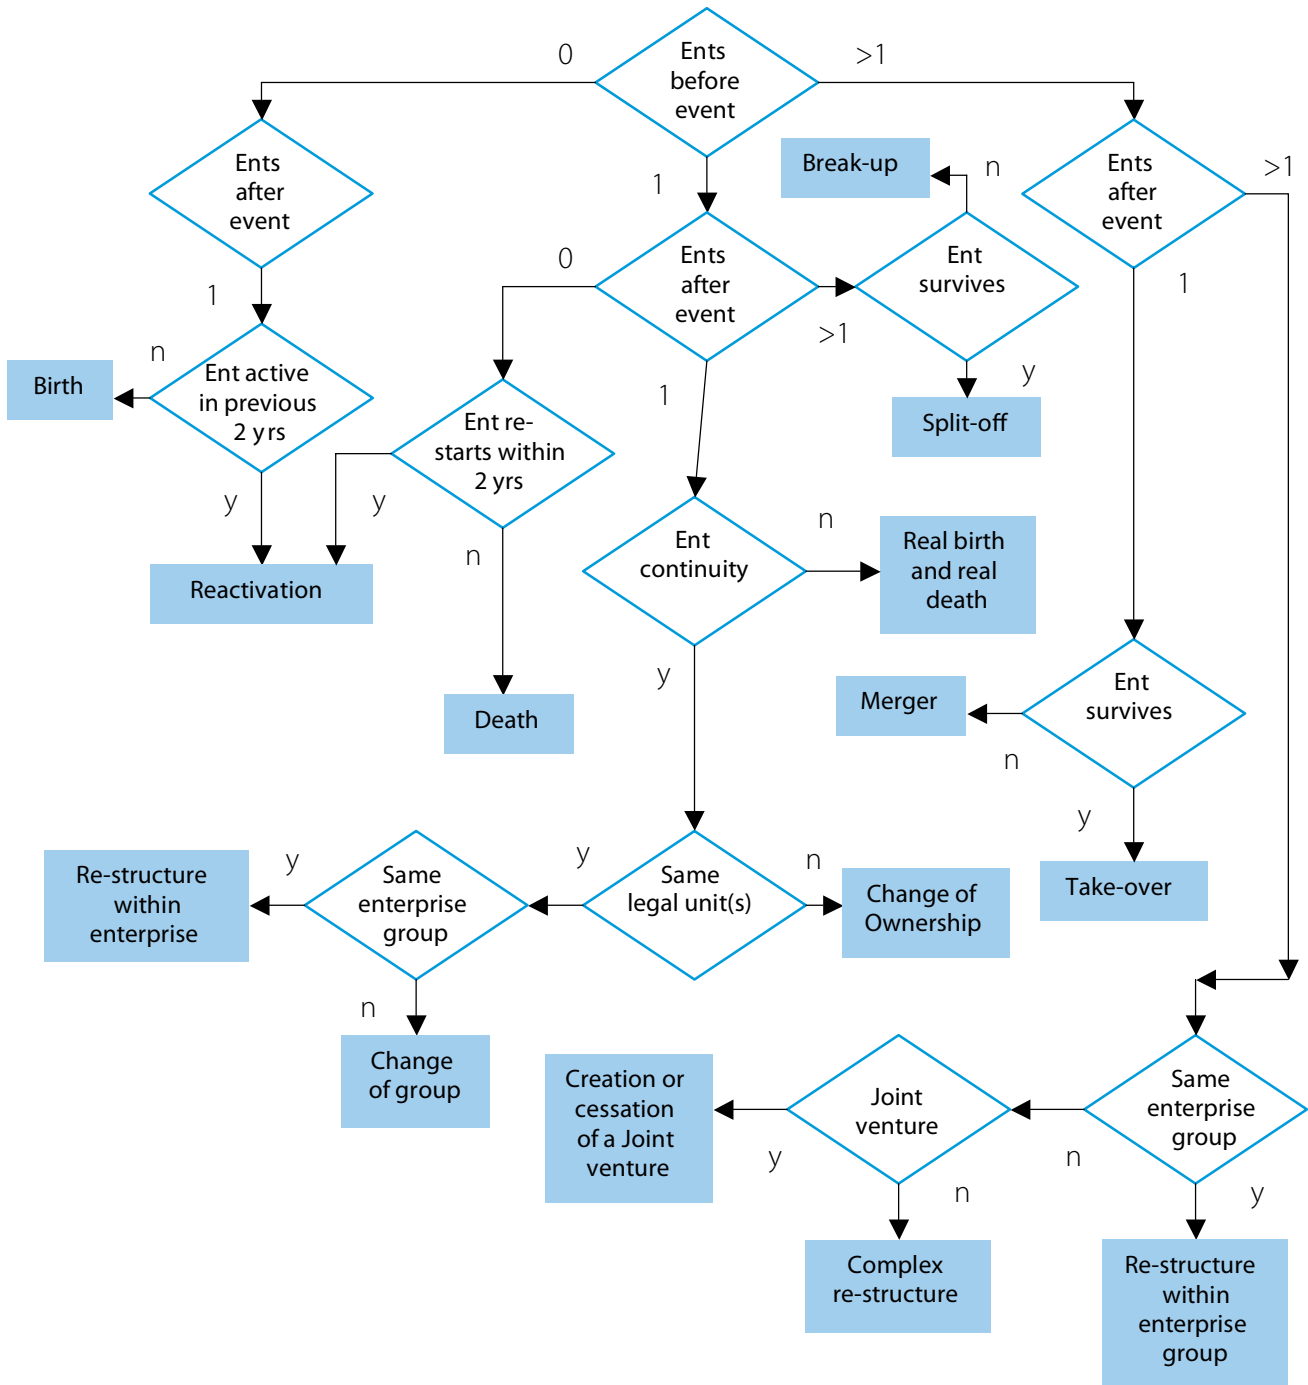 0
Ents
before
event
>1
Ents
after
event
1
Break-up
n
Ents
after
event
>1
1
0
Ents
after
event
>1
Ent
survives
1
n
Birth
Ent active
in previous
2 yrs
y
Reactivation
Ent re-
starts within
2 yrs
y
n
Death
1
y
Split-off
Ent
continuity
n
Real birth
and real
death
y
Merger
n
Ent
survives
y
Take-over
Re-structure
within
enterprise
y
Same
enterprise
group
y
Same
legal unit(s)
n
Change of
Ownership
n
Change
of group
Creation or
cessation
of a Joint
venture
y
Joint
venture
n
Same
enterprise
group
n
y
Complex
re-structure
Re-structure
within
enterprise
group